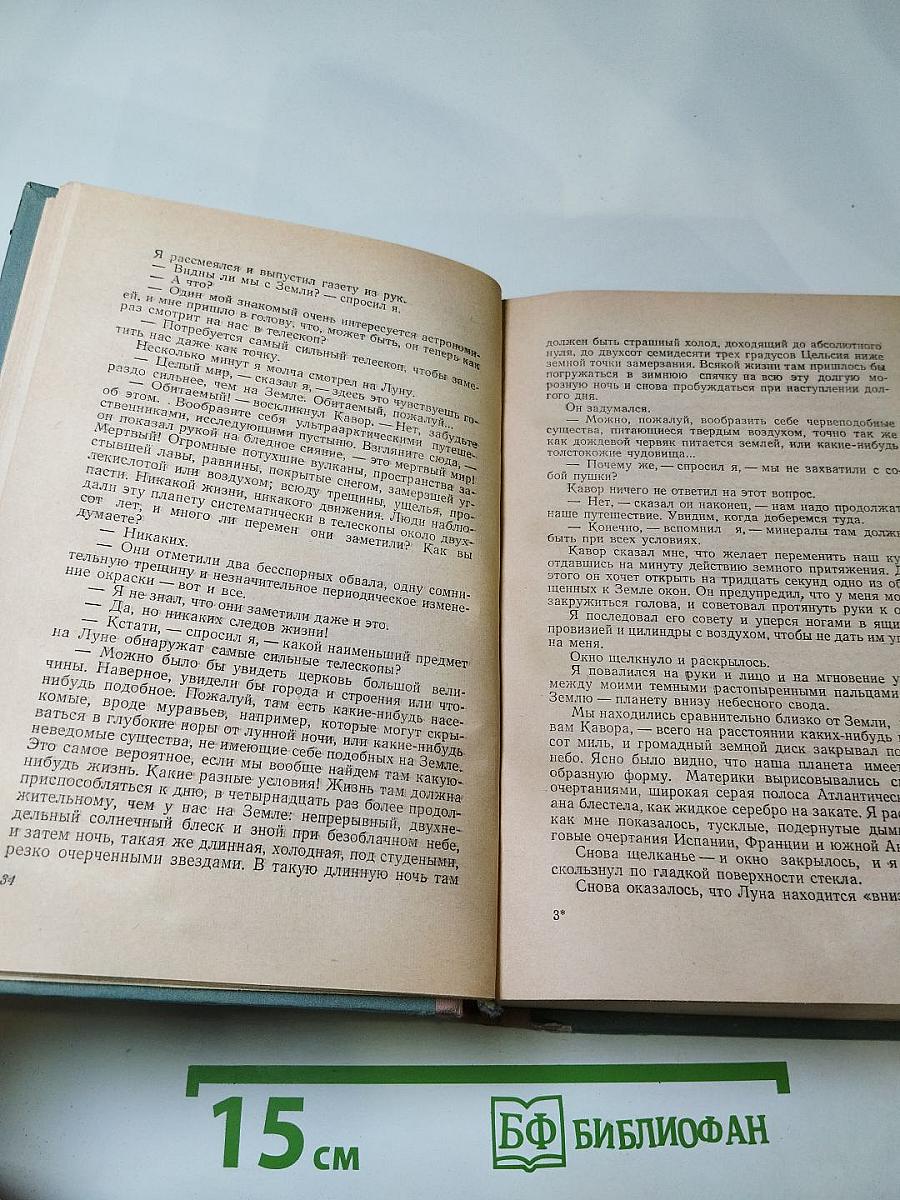 Я рассмеялся и выпустил газету из рук.
— Видны ли мы с Земли? — спросил я.
— А что?
— Один мой знакомый очень интересуется астрономи-
ей, и мне пришло в голову, что, может быть, он теперь как
раз смотрит на нас в телескоп?
— Потребуется самый сильный телескоп, чтобы заме-
тить нас даже как точку.
Несколько минут я молча смотрел на Луну.
— Целый мир, — сказал я, — здесь это чувствуешь го-
раздо сильнее, чем на Земле. Обитаемый, пожалуй...
— Обитаемый! — воскликнул Кавор. — Нет, забудьте
об этом. Вообразите себя ультраарктическими путеше-
ственниками, исследующими пустыню. Взгляните сюда, —
он показал рукой на бледное сияние, — это мертвый мир!
Мертвый! Огромные потухшие вулканы, пространства за-
стывшей лавы, равнины, покрытые снегом, замерзшей уг-
лекислотой или воздухом; всюду трещины, ущелья, про-
пасти. Никакой жизни, никакого движения. Люди наблю-
дали эту планету систематически в телескопы около двух-
сот лет, и много ли перемен они заметили? Как вы
думаете?
— Никаких.
— Они отметили два бесспорных обвала, одну сомни-
тельную трещину и незначительное периодическое измене-
ние окраски — вот и все.
— Я не знал, что они заметили даже и это.
— Да, но никаких следов жизни!
— Кстати, — спросил я, — какой наименьший предмет
на Луне обнаружат самые сильные телескопы?
— Можно было бы увидеть церковь большой вели-
чины. Наверное, увидели бы города и строения или что-
нибудь подобное. Пожалуй, там есть какие-нибудь насе-
комые, вроде муравьев, например, которые могут скры-
ваться в глубокие норы от лунной ночи, или какие-нибудь
неведомые существа, не имеющие себе подобных на Земле.
Это самое вероятное, если мы вообще найдем там какую-
нибудь жизнь. Какие разные условия! Жизнь там должна
приспособляться к дню, в четырнадцать раз более продол-
жительному, чем у нас на Земле: непрерывный, двухне-
дельный солнечный блеск и зной при безоблачном небе,
и затем ночь, такая же длинная, холодная, под студеными,
резко очерченными звездами. В такую длинную ночь там
34
должен быть страшный холод, доходящий до абсолютного
нуля, до двухсот семидесяти трех градусов Цельсия ниже
земной точки замерзания. Всякой жизни там пришлось бы
погружаться в зимнюю спячку на всю эту долгую мо-
розную ночь и снова пробуждаться при наступлении дол-
гого дня.
Он задумался.
— Можно, пожалуй, вообразить себе червеподобные
существа, питающиеся твердым воздухом, точно так же
как дождевой червяк питается землей, или какие-нибудь
толстокожие чудовища...
— Почему же, — спросил я, — мы не захватили с со-
бой пушки?
Кавор ничего не ответил на этот вопрос.
— Нет, — сказал он наконец, — нам надо продолжат
наше путешествие. Увидим, когда доберемся туда.
— Конечно, — вспомнил я, — минералы там должн
быть при всех условиях.
Кавор сказал мне, что желает переменить наш ку
отдавшись на минуту действию земного притяжения. Д
этого он хочет открыть на тридцать секунд одно из об
щенных к Земле окон. Он предупредил, что у меня мо
закружиться голова, и советовал протянуть руки к о
Я последовал его совету и уперся ногами в ящи
провизией и цилиндры с воздухом, чтобы не дать им уп
на меня.
Окно щелкнуло и раскрылось.
Я повалился на руки и лицо и на мгновение у
между моими темными растопыренными пальцами
Землю — планету внизу небесного свода.
Мы находились сравнительно близко от Земли,
вам Кавора, — всего на расстоянии каких-нибудь
сот миль, и громадный земной диск закрывал по
небо. Ясно было видно, что наша планета имеет
образную форму. Материки вырисовывались с
очертаниями, широкая серая полоса Атлантичес
ана блестела, как жидкое серебро на закате. Я рас
как мне показалось, тусклые, подернутые дым
говые очертания Испании, Франции и южной Ан
Снова щелканье — и окно закрылось, и я
скользнул по гладкой поверхности стекла.
Снова оказалось, что Луна находится «вниз
3*
15 см
БФ БИБЛИОФАН